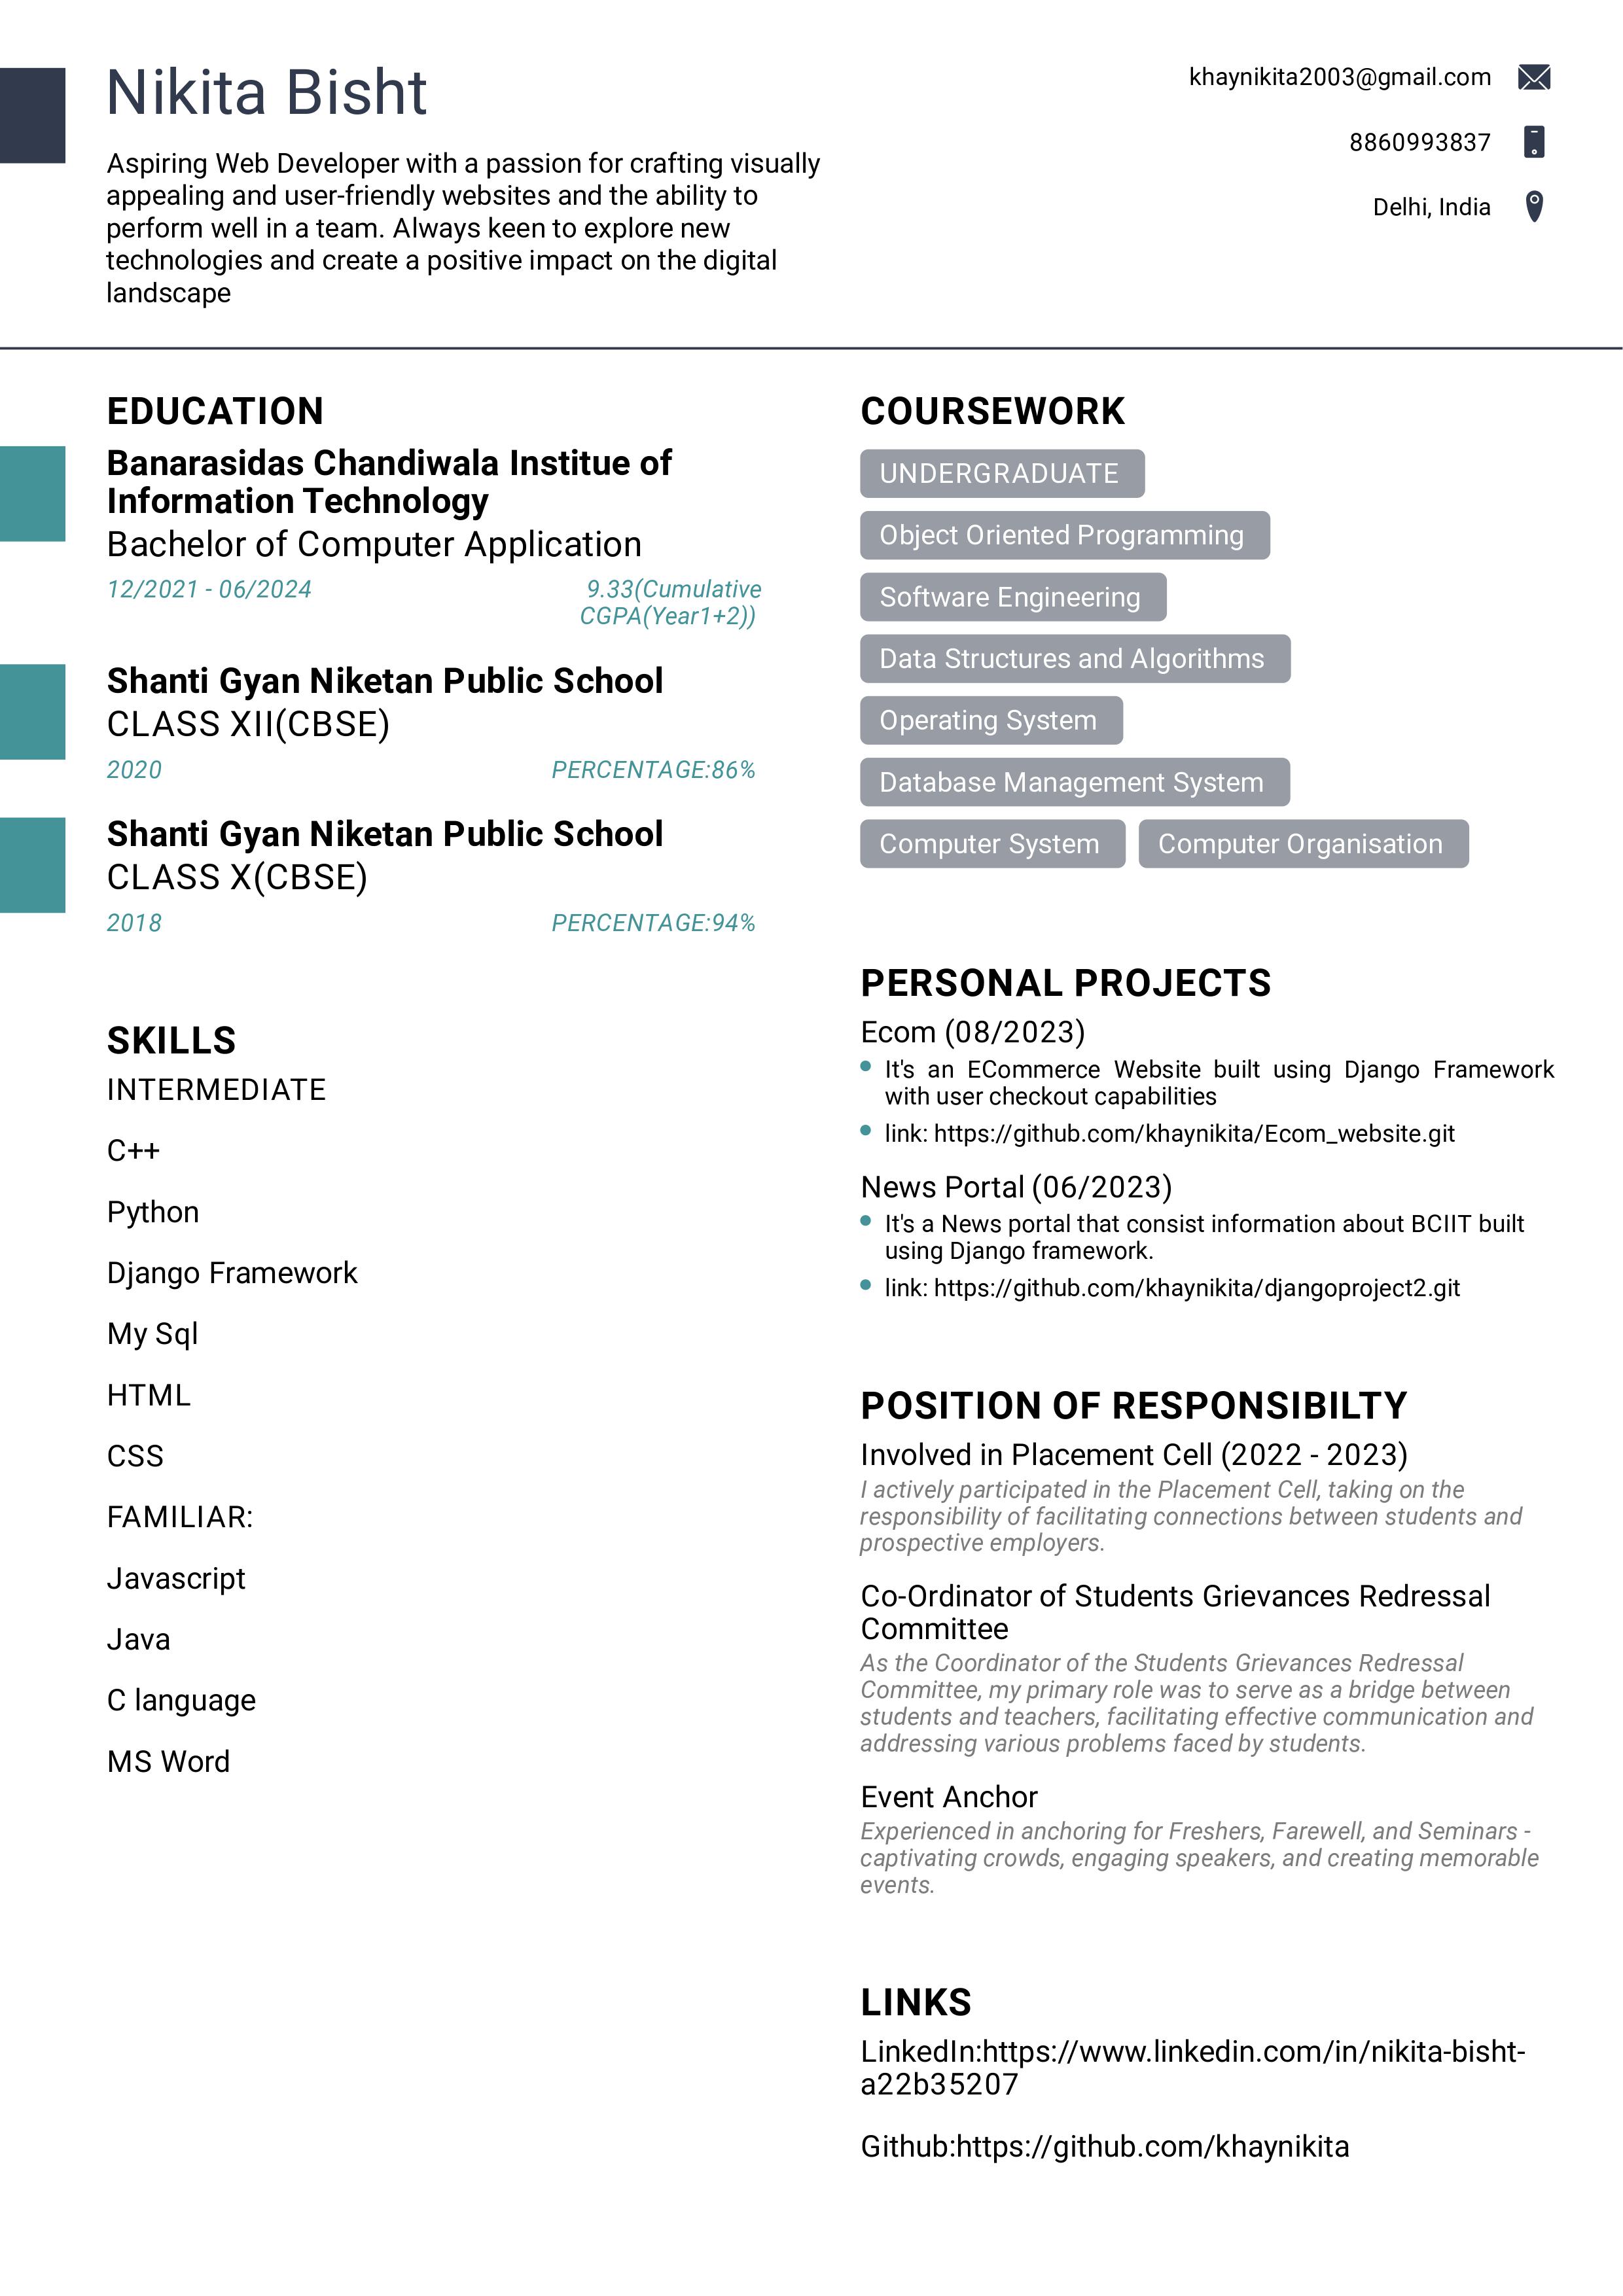 Nikita Bisht
Aspiring Web Developer with a passion for crafting visually
appealing and user-friendly websites and the ability to
perform well in a team. Always keen to explore new
technologies and create a positive impact on the digital
landscape
khaynikita2003@gmail.com
8860993837
Delhi, India
EDUCATION
Banarasidas Chandiwala Institue of
Information Technology
Bachelor of Computer Application
12/2021 - 06/2024
9.33(Cumulative
CGPA(Year1+2))
Shanti Gyan Niketan Public School
CLASS XII(CBSE)
2020
PERCENTAGE:86%
Shanti Gyan Niketan Public School
CLASS X(CBSE)
2018
PERCENTAGE:94%
SKILLS
INTERMEDIATE
C++
Python
Django Framework
My Sql
HTML
CSS
FAMILIAR:
Javascript
Java
C language
MS Word
COURSEWORK
UNDERGRADUATE
Object Oriented Programming
Software Engineering
Data Structures and Algorithms
Operating System
Database Management System
Computer System
Computer Organisation
PERSONAL PROJECTS
Ecom (08/2023)
It's an ECommerce Website built using Django Framework
with user checkout capabilities
link: https://github.com/khaynikita/Ecom_website.git
News Portal (06/2023)
It's a News portal that consist information about BCIIT built
using Django framework.
link: https://github.com/khaynikita/djangoproject2.git
POSITION OF RESPONSIBILTY
Involved in Placement Cell (2022 - 2023)
I actively participated in the Placement Cell, taking on the
responsibility of facilitating connections between students and
prospective employers.
Co-Ordinator of Students Grievances Redressal
Committee
As the Coordinator of the Students Grievances Redressal
Committee, my primary role was to serve as a bridge between
students and teachers, facilitating effective communication and
addressing various problems faced by students.
Event Anchor
Experienced in anchoring for Freshers, Farewell, and Seminars -
captivating crowds, engaging speakers, and creating memorable
events.
LINKS
LinkedIn:https://www.linkedin.com/in/nikita-bisht-
a22b35207
Github:https://github.com/khaynikita